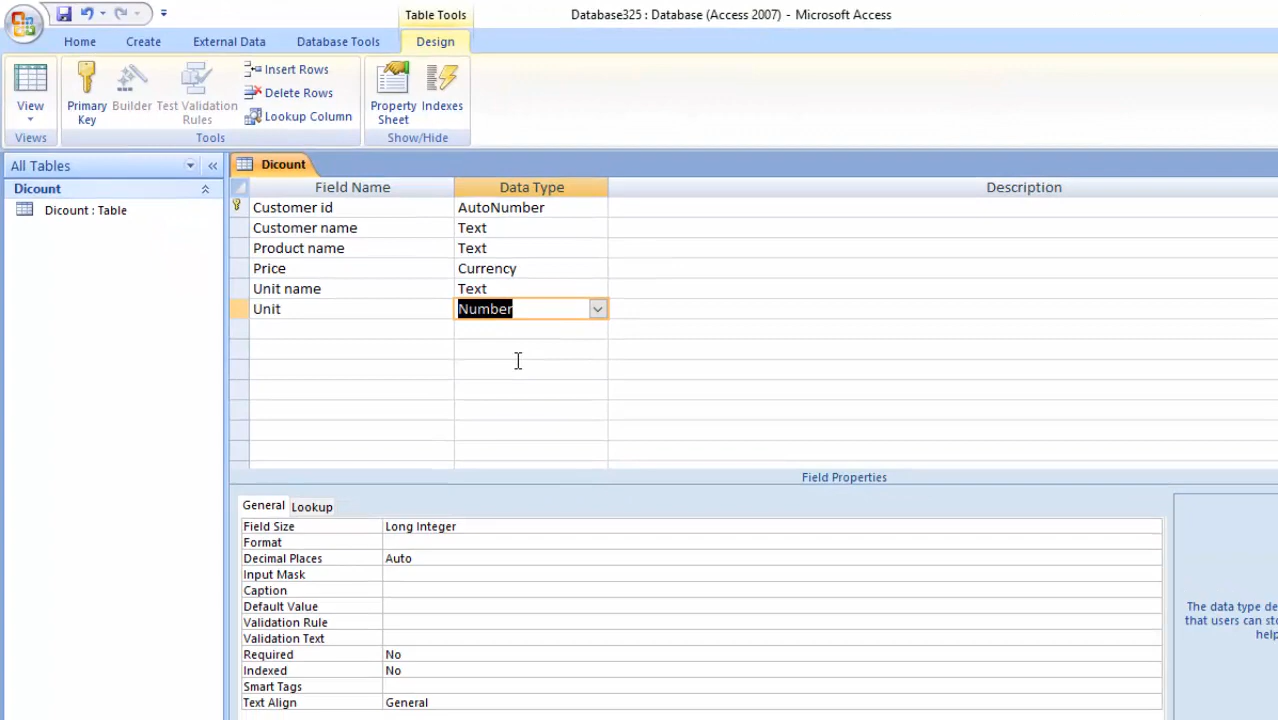 Table Tools
Database325 : Database (Access 2007) - Microsoft Access
Home Create External Data Database Tools Design
View
Views
Primary Key
Builder
Test Validation Rules
Insert Rows
Delete Rows
Lookup Column
Tools
Property Sheet
Indexes
Show/Hide
All Tables
Dicount
Dicount : Table
Dicount
Field Name Data Type Description
Customer id AutoNumber
Customer name Text
Product name Text
Price Currency
Unit name Text
Unit Number
Field Properties
General Lookup
Field Size Long Integer
Format
Decimal Places Auto
Input Mask
Caption
Default Value
Validation Rule
Validation Text
Required No
Indexed No
Smart Tags
Text Align General
The data type de
that users can sto
help